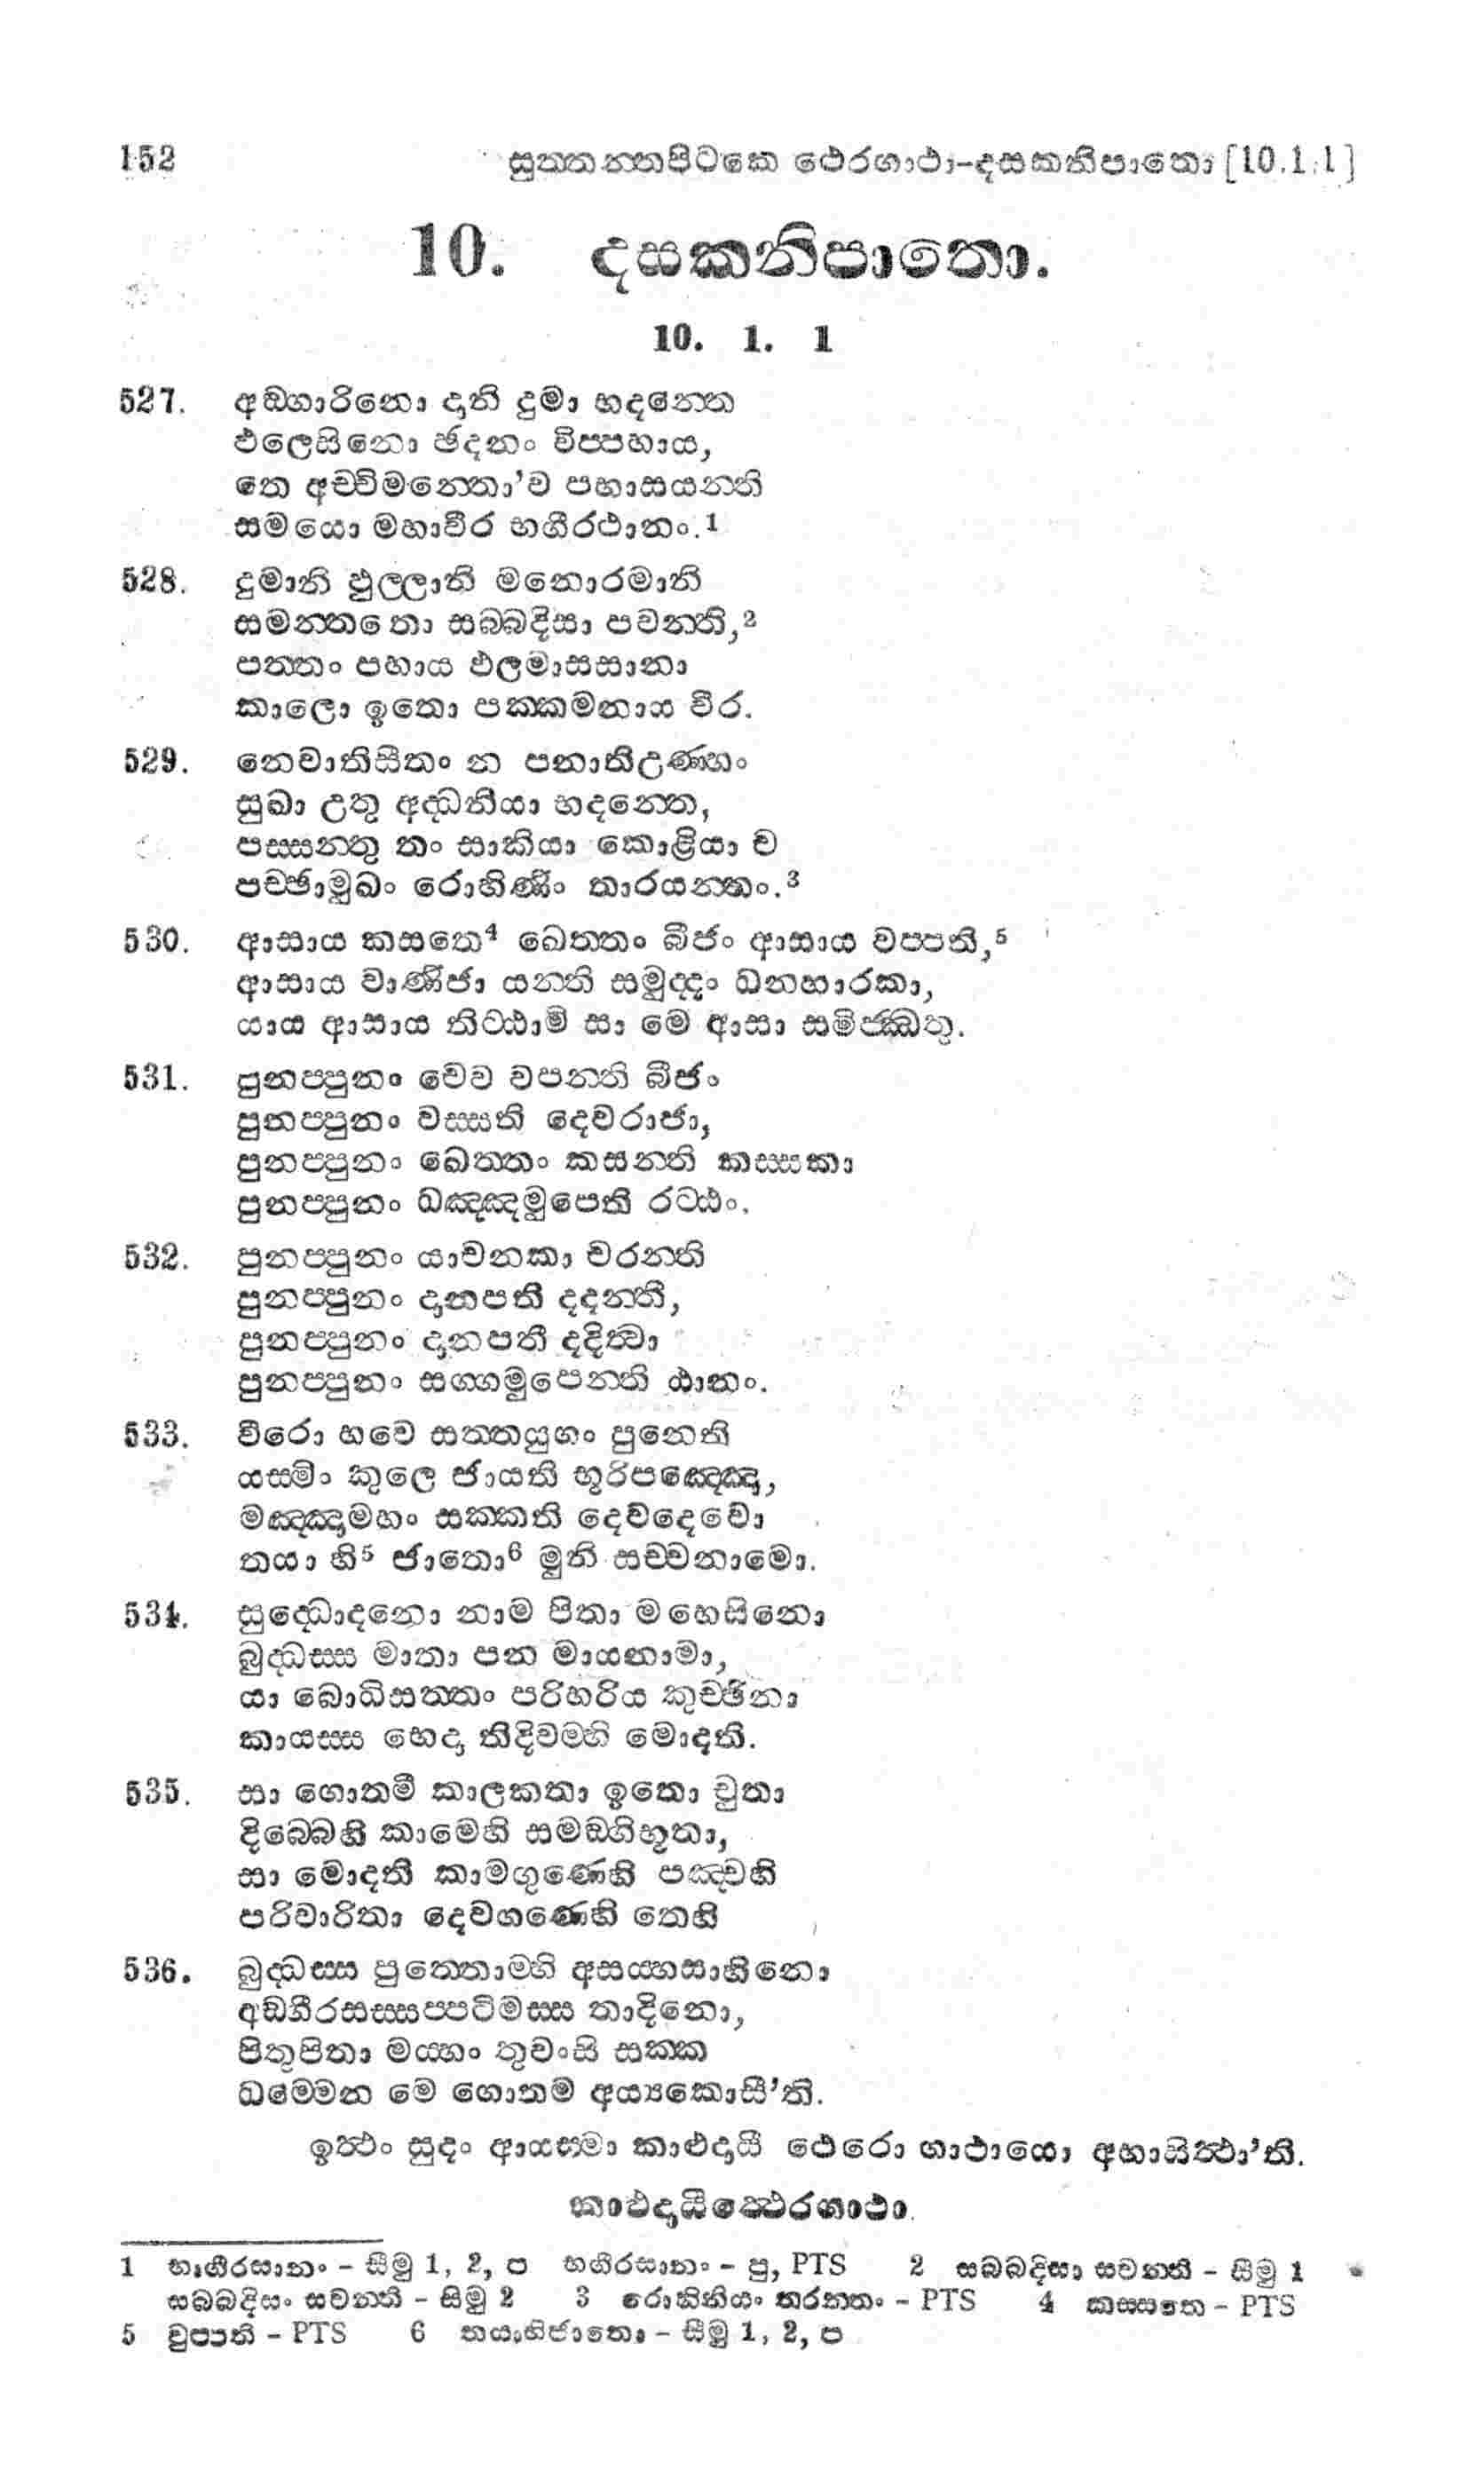 152 සුත්තන්තපිටකෙ ථෙරගාථා-දසකනිපාතො [10.1.1]
10. දසකනිපාතො.
10. 1. 1
527. අඞ්ගාරිනො දානි දුමා භදන්තෙ
ඵලෙසිනො ඡදනං විප්පහාය,
තෙ අච්චිමන්තො'ව පභාසයන්ති
සමයො මහාවීර භගීරථානං.1
528. දුමානි ඵුල්ලානි මනොරමානි
සමන්තතො සබ්බදිසා පවන්ති,2
පත්තං පහාය ඵලමාසසානා
කාලො ඉතො පක්කමනාය වීර.
529. නෙවාතිසීතං න පනාතිඋණ්හං
සුඛා උතු අද්ධනීයා භදන්තෙ,
පස්සන්තු තං සාකියා කොළියා ච
පච්ඡාමුඛං රොහිණිං තාරයන්තං.3
530. ආසාය කසතෙ4 ඛෙත්තං බීජං ආසාය වප්පති,5
ආසාය වාණිජා යන්ති සමුද්දං ධනහාරකා,
යාය ආසාය තිට්ඨාමි සා මෙ ආසා සමිජ්ඣතු.
531. පුනප්පුනං චෙව වපන්ති බීජං
පුනප්පුනං වස්සති දෙවරාජා,
පුනප්පුනං ඛෙත්තං කසන්ති කස්සකා
පුනප්පුනං ධඤ්ඤමුපෙති රට්ඨං.
532. පුනප්පුනං යාචනකා චරන්ති
පුනප්පුනං දානපතී දදන්ති,
පුනප්පුනං දානපතී දදිත්වා
පුනප්පුනං සග්ගමුපෙන්ති ඨානං.
533. වීරො හවෙ සත්තයුගං පුනෙති
යස්මිං කුලෙ ජායති භූරිපඤ්ඤො,
මඤ්ඤාමහං සක්කති දෙවදෙවො
තයා හි5 ජාතො6 මුනි සච්චනාමො.
534. සුද්ධොදනො නාම පිතා මහෙසිනො
බුද්ධස්ස මාතා පන මායනාමා,
යා බොධිසත්තං පරිහරිය කුච්ඡිනා
කායස්ස භෙදා තිදිවම්හි මොදති.
535. සා ගොතමී කාලකතා ඉතො චුතා
දිබ්බෙහි කාමෙහි සමඞ්ගිභූතා,
සා මොදති කාමගුණෙහි පඤ්චහි
පරිවාරිතා දෙවගණෙහි තෙහි
536. බුද්ධස්ස පුත්තොම්හි අසය්හසාහිනො
අඞ්ගීරසස්සප්පටිමස්ස තාදිනො,
පිතුපිතා මය්හං තුවංසි සක්ක
ධම්මෙන මෙ ගොතම අය්‍යකොසී'ති.
ඉත්ථං සුදං ආයස්මා කාළුදායී ථෙරො ගාථායො අභාසිත්ථා'ති.
කාළුදායීත්ථෙරගාථා.
1 භාගීරසානං - සීමු 1, 2, ප භගීරසානං - පු, PTS 2 සබ්බදිසා සවන්ති - සීමු 1
සබ්බදිසං සවන්ති - සිමු 2 3 රොහිනියං තරන්තං - PTS 4 කස්සතෙ - PTS
5 වුප්පති - PTS 6 තයාභිජාතො - සීමු 1, 2, ප